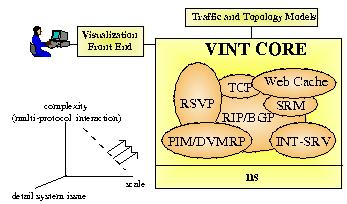 Traffic and Topology Models
Visualization
Front End
VINT CORE
TCP
Web Cache
RSVP
SRM
RIP/BGP
PIM/DVMRP
INT-SRV
ns
complexity
(multi-protocol interaction)
scale
detail system issue